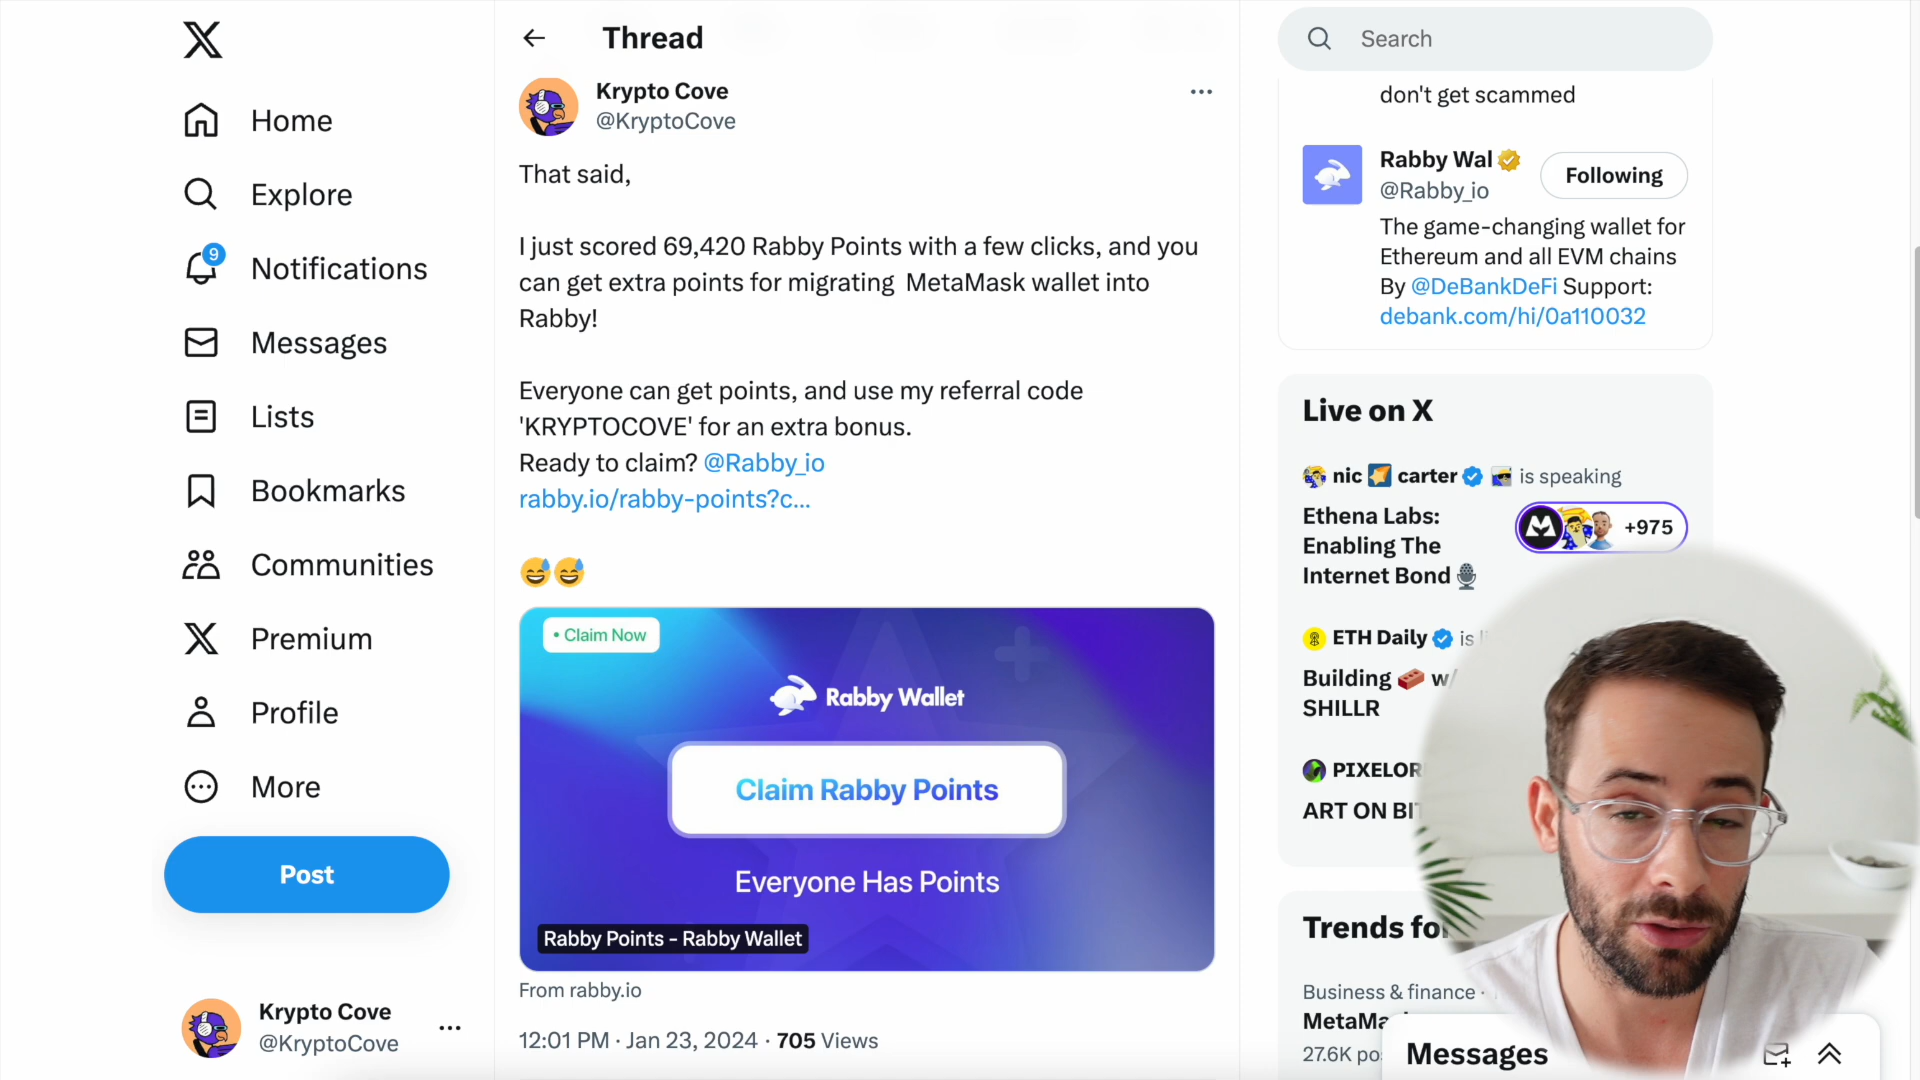 Home
Explore
9
Notifications
Messages
Lists
Bookmarks
Communities
Premium
Profile
More
Post
Krypto Cove
@KryptoCove
Thread
Krypto Cove
@KryptoCove
That said,
I just scored 69,420 Rabby Points with a few clicks, and you
can get extra points for migrating MetaMask wallet into
Rabby!
Everyone can get points, and use my referral code
'KRYPTOCOVE' for an extra bonus.
Ready to claim? @Rabby_io
rabby.io/rabby-points?c...
• Claim Now
Rabby Wallet
Claim Rabby Points
Everyone Has Points
Rabby Points - Rabby Wallet
From rabby.io
12:01 PM · Jan 23, 2024 · 705 Views
Search
don't get scammed
Rabby Wal
@Rabby_io
Following
The game-changing wallet for
Ethereum and all EVM chains
By @DeBankDeFi Support:
debank.com/hi/0a110032
Live on X
nic carter is speaking
Ethena Labs:
Enabling The
Internet Bond
+975
ETH Daily is
Building w/
SHILLR
PIXELOR
ART ON BI
Trends fo
Business & finance ·
MetaMa
27.6K po
Messages